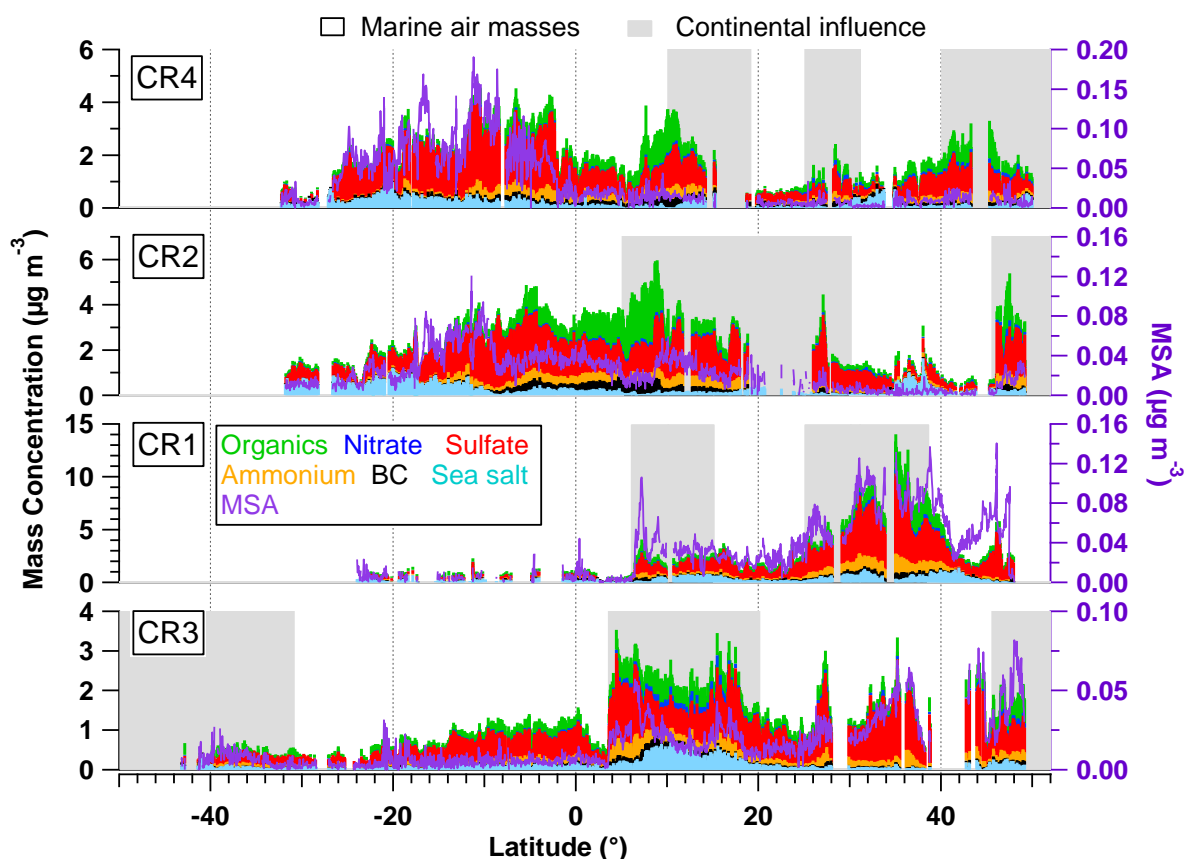 Marine air masses Continental influence
CR4
6
4
2
0
0.20
0.15
0.10
0.05
0.00
CR2
6
4
2
0
0.16
0.12
0.08
0.04
0.00
CR1
15
10
5
0
0.16
0.12
0.08
0.04
0.00
Organics Nitrate Sulfate
Ammonium BC Sea salt
MSA
CR3
4
3
2
1
0
0.10
0.05
0.00
Mass Concentration (µg m⁻³)
MSA (µg m⁻³)
-40 -20 0 20 40
Latitude (°)